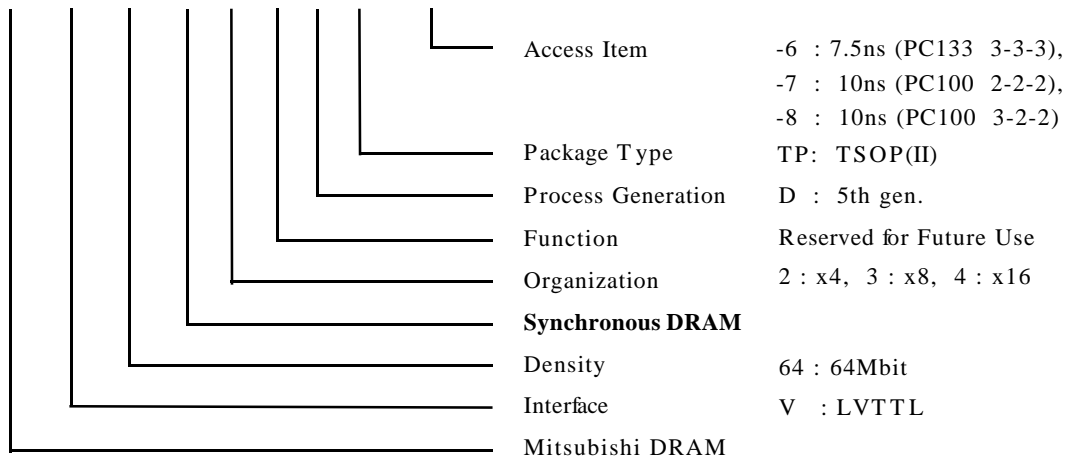 Access Item -6 : 7.5ns (PC133 3-3-3),
-7 : 10ns (PC100 2-2-2),
-8 : 10ns (PC100 3-2-2)
Package Type TP: TSOP(II)
Process Generation D : 5th gen.
Function Reserved for Future Use
Organization 2 : x4, 3 : x8, 4 : x16
Synchronous DRAM
Density 64 : 64Mbit
Interface V : LVTTL
Mitsubishi DRAM